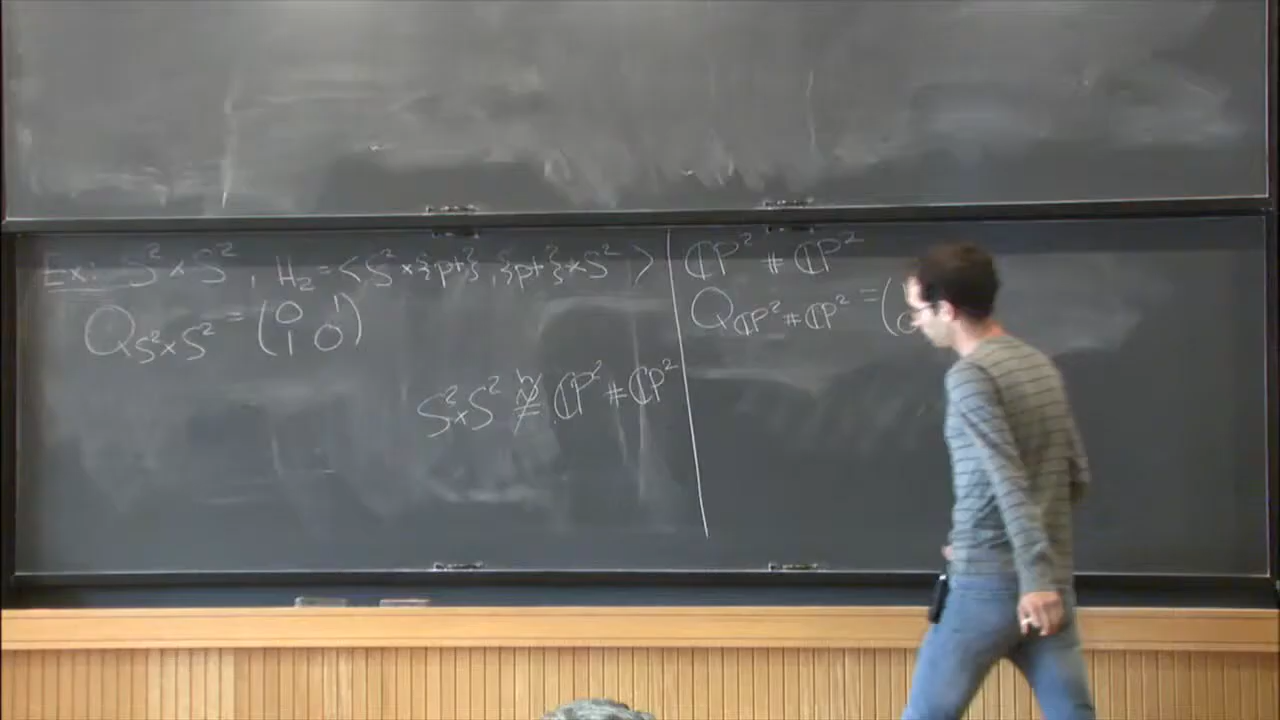 Ex: S² × S², H₂ = <S² × {pt}, {pt} × S²>
Q_{S²×S²} = (0 1
1 0)
S² × S² ≇ ℂP² # ℂP²
ℂP² # ℂP²
Q_{ℂP² # ℂP²} = (